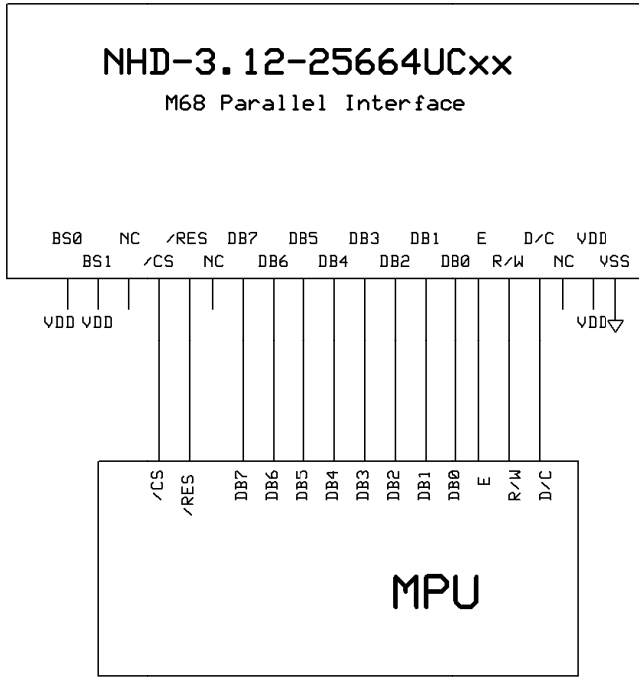 NHD-3.12-25664UCxx
M68 Parallel Interface
BS0 NC /RES DB7 DB5 DB3 DB1 E D/C VDD
BS1 /CS NC DB6 DB4 DB2 DB0 R/W NC VSS
VDD VDD VDD
/CS /RES DB7 DB6 DB5 DB4 DB3 DB2 DB1 DB0 E R/W D/C
MPU